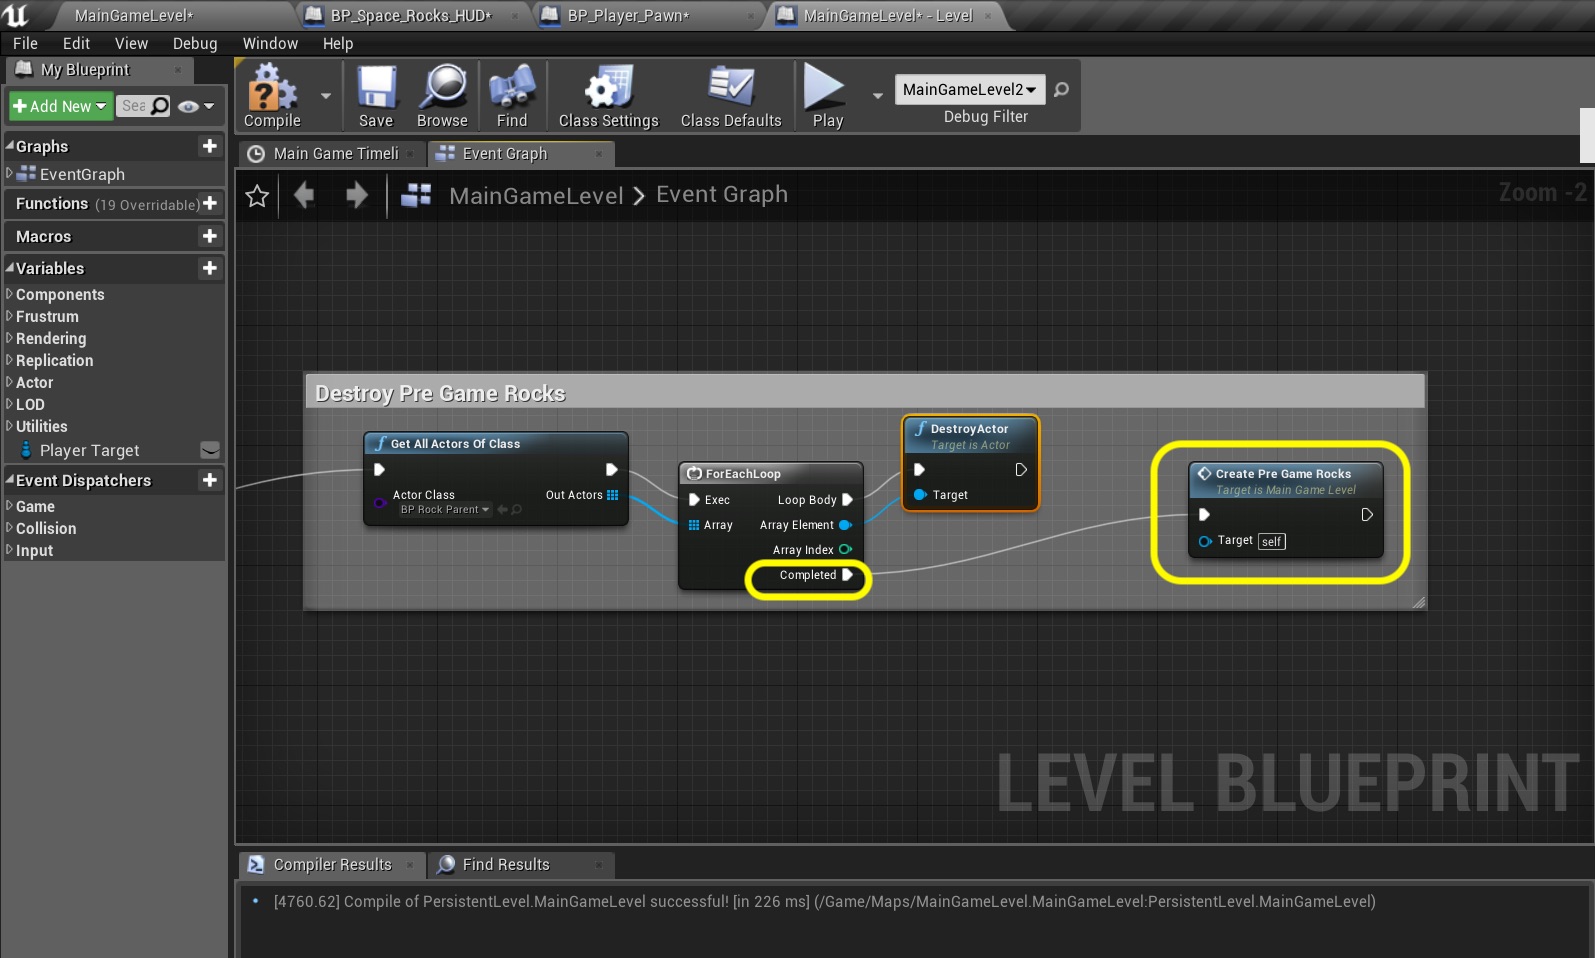 MainGameLevel*
BP_Space_Rocks_HUD*
BP_Player_Pawn*
MainGameLevel* - Level
File Edit View Debug Window Help
My Blueprint
Add New
Sea
Compile
Save
Browse
Find
Class Settings
Class Defaults
Play
MainGameLevel2
Debug Filter
Graphs
EventGraph
Functions (19 Overridable)
Macros
Variables
Components
Frustrum
Rendering
Replication
Actor
LOD
Utilities
Player Target
Event Dispatchers
Game
Collision
Input
Main Game Timeli
Event Graph
MainGameLevel > Event Graph
Zoom -2
Destroy Pre Game Rocks
f Get All Actors Of Class
Actor Class
BP Rock Parent
Out Actors
ForEachLoop
Exec
Loop Body
Array
Array Element
Array Index
Completed
f DestroyActor
Target is Actor
Target
Create Pre Game Rocks
Target is Main Game Level
Target self
LEVEL BLUEPRINT
Compiler Results
Find Results
[4760.62] Compile of PersistentLevel.MainGameLevel successful! [in 226 ms] (/Game/Maps/MainGameLevel.MainGameLevel:PersistentLevel.MainGameLevel)